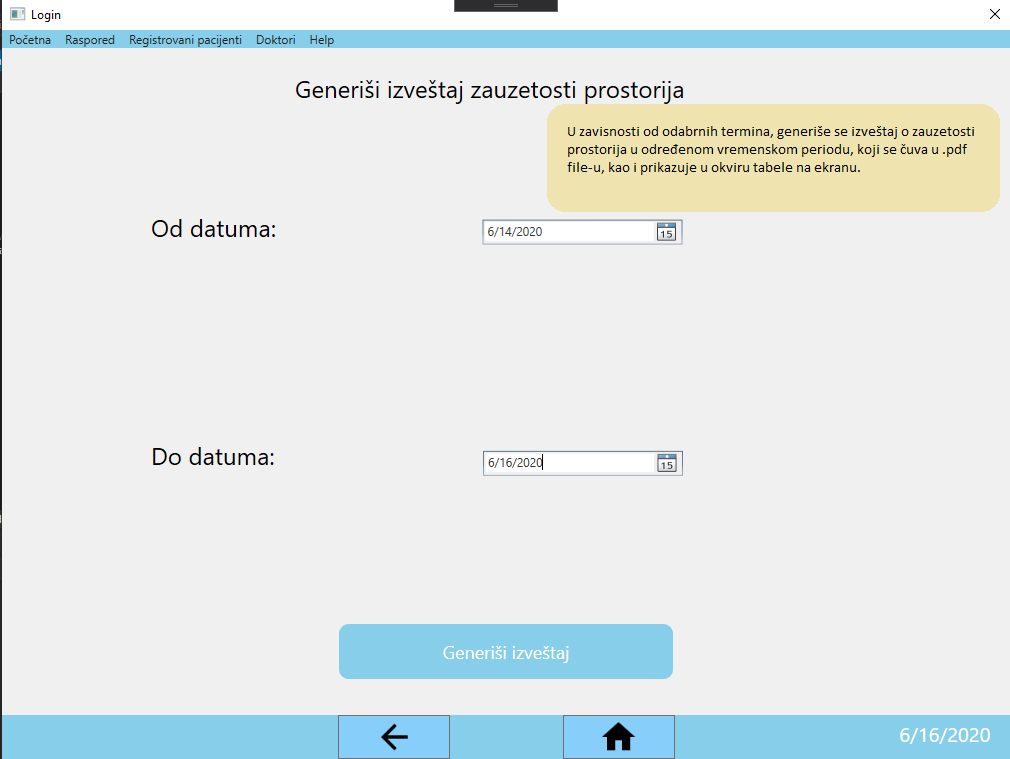 Login
Početna Raspored Registrovani pacijenti Doktori Help
Generiši izveštaj zauzetosti prostorija
U zavisnosti od odabrnih termina, generiše se izveštaj o zauzetosti
prostorija u određenom vremenskom periodu, koji se čuva u .pdf
file-u, kao i prikazuje u okviru tabele na ekranu.
Od datuma:
6/14/2020
15
Do datuma:
6/16/2020
15
Generiši izveštaj
6/16/2020